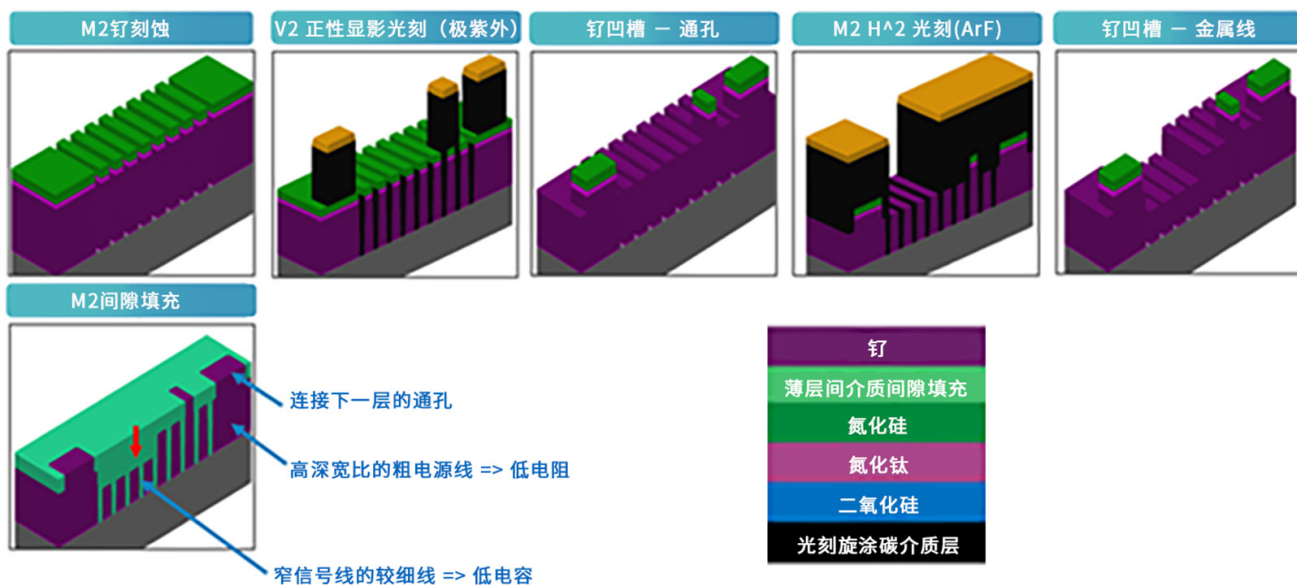 M2钌刻蚀
V2 正性显影光刻（极紫外）
钌凹槽 — 通孔
M2 H^2 光刻(ArF)
钌凹槽 — 金属线
M2间隙填充
连接下一层的通孔
高深宽比的粗电源线 => 低电阻
窄信号线的较细线 => 低电容
钌
薄层间介质间隙填充
氮化硅
氮化钛
二氧化硅
光刻旋涂碳介质层